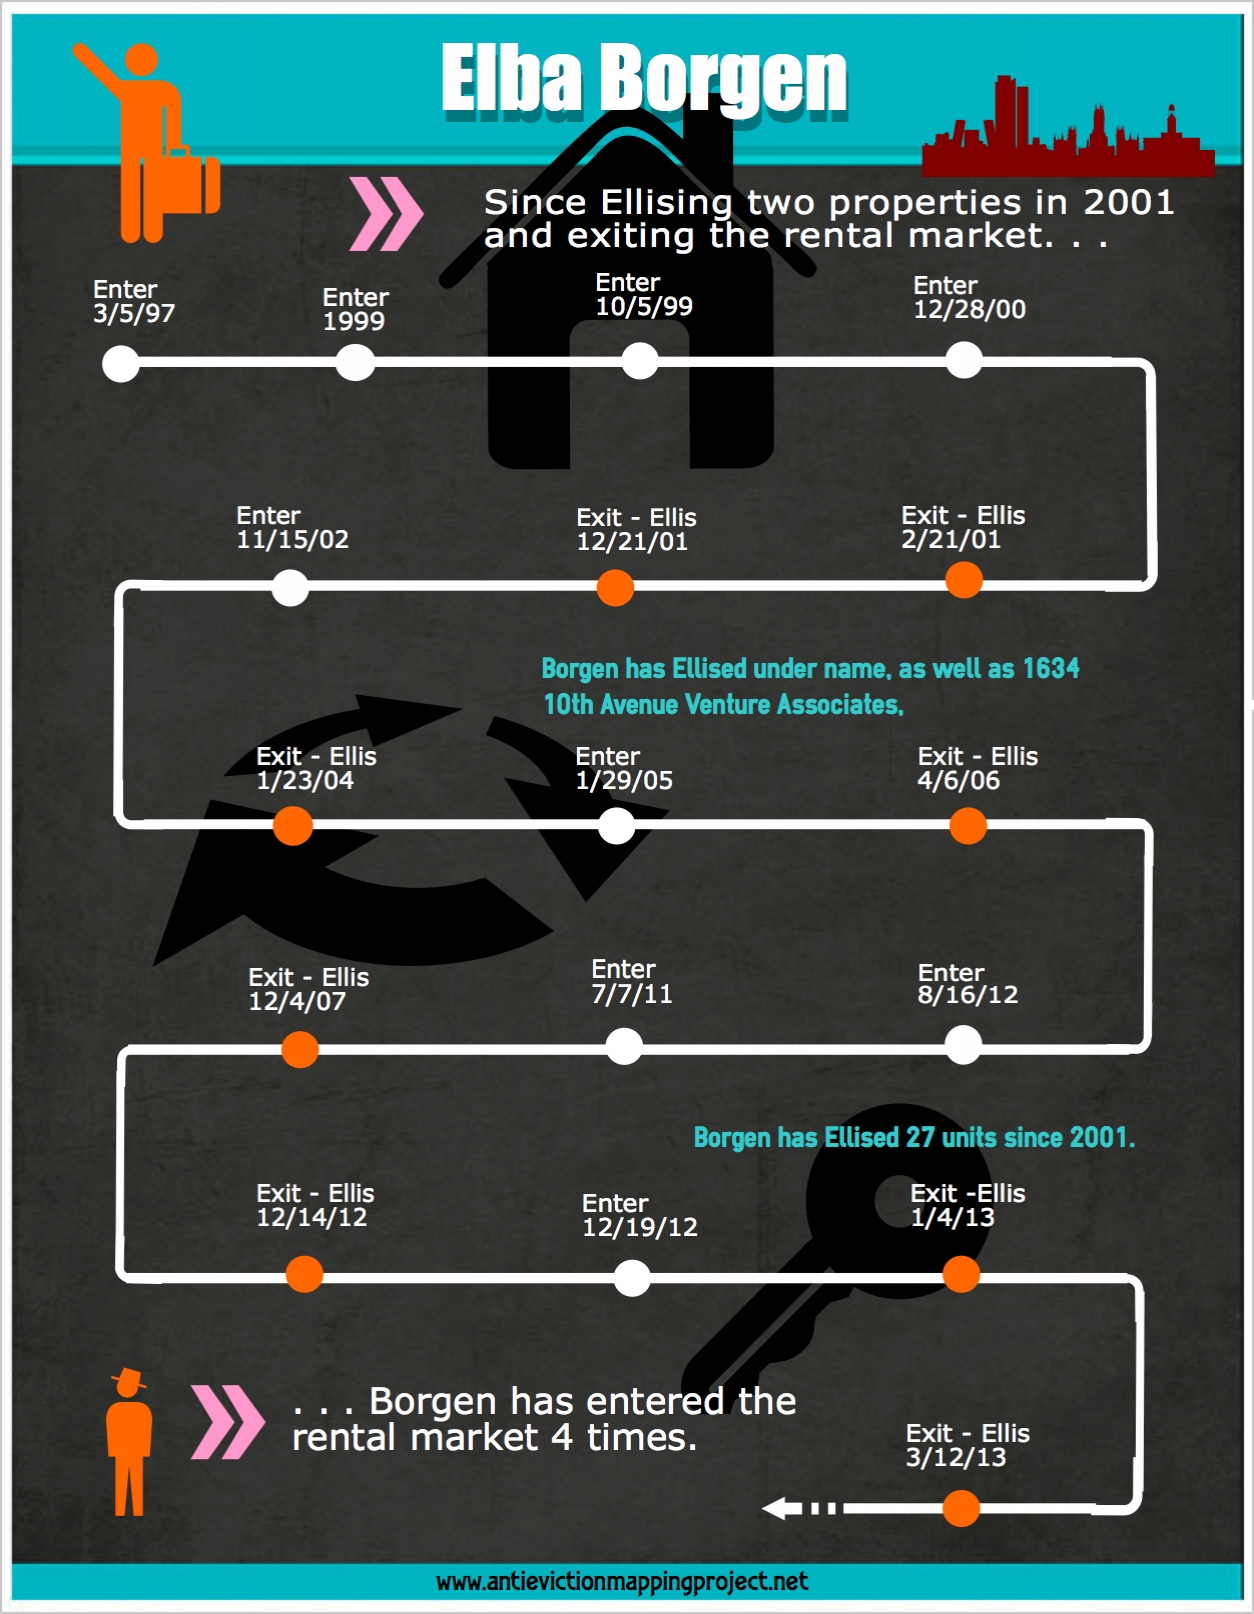 Elba Borgen
Since Ellising two properties in 2001
and exiting the rental market. . .
Enter
3/5/97
Enter
1999
Enter
10/5/99
Enter
12/28/00
Exit - Ellis
2/21/01
Exit - Ellis
12/21/01
Enter
11/15/02
Borgen has Ellised under name, as well as 1634
10th Avenue Venture Associates,
Exit - Ellis
1/23/04
Enter
1/29/05
Exit - Ellis
4/6/06
Enter
8/16/12
Enter
7/7/11
Exit - Ellis
12/4/07
Borgen has Ellised 27 units since 2001.
Exit - Ellis
12/14/12
Enter
12/19/12
Exit -Ellis
1/4/13
. . . Borgen has entered the
rental market 4 times.
Exit - Ellis
3/12/13
www.antievictionmappingproject.net